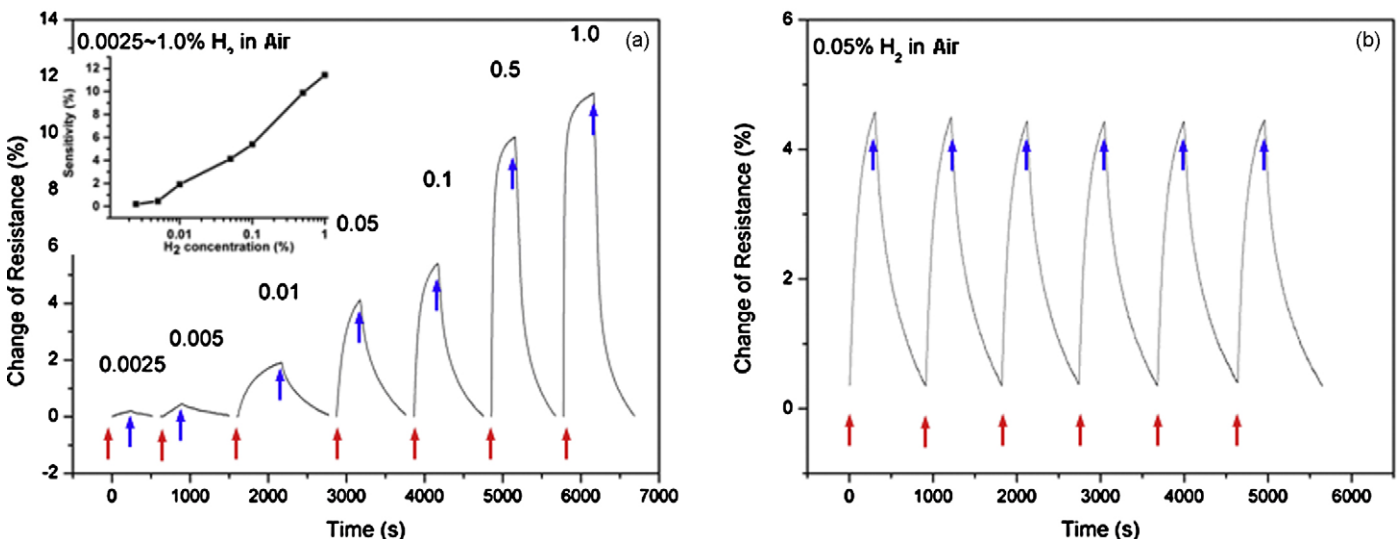 14
12
10
8
6
4
2
0
-2
Change of Resistance (%)
0.0025~1.0% H2 in Air
(a)
1.0
0.5
0.1
0.05
0.01
0.005
0.0025
12
10
8
6
4
2
0
Sensitivity (%)
0.01 0.1 1
H2 concentration (%)
0 1000 2000 3000 4000 5000 6000 7000
Time (s)
6
4
2
0
Change of Resistance (%)
0.05% H2 in Air
(b)
0 1000 2000 3000 4000 5000 6000
Time (s)